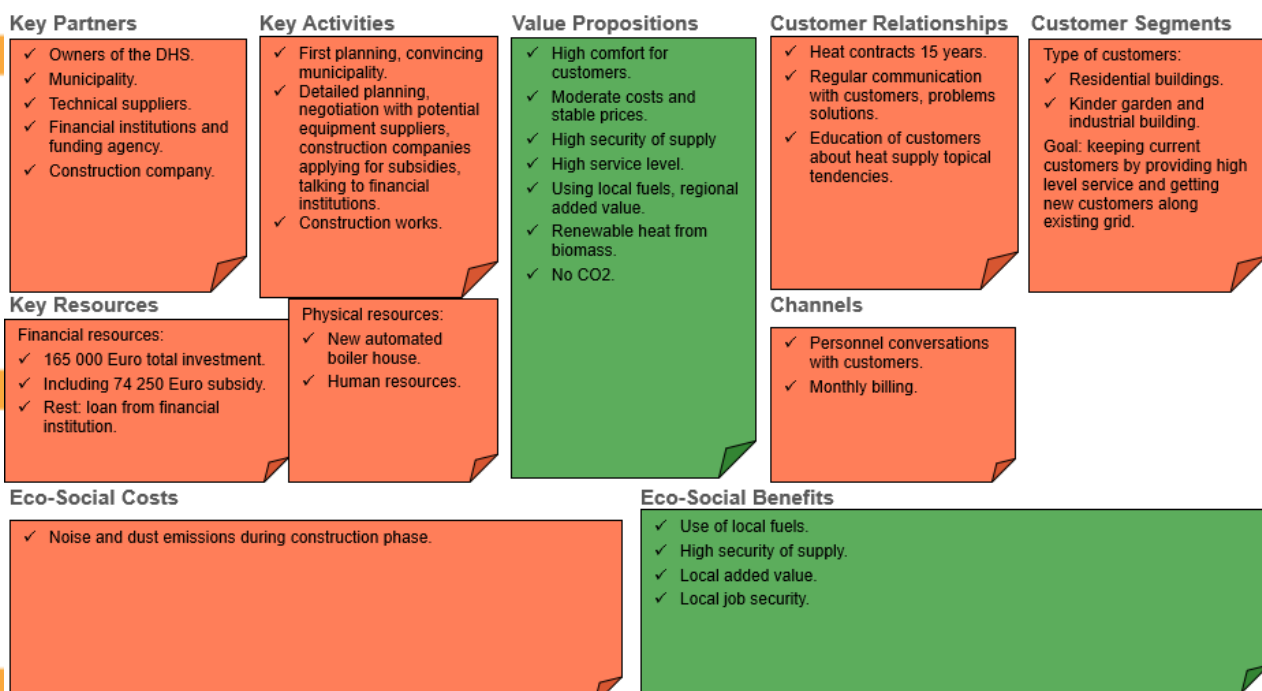 Key Partners
✓ Owners of the DHS.
✓ Municipality.
✓ Technical suppliers.
✓ Financial institutions and
funding agency.
✓ Construction company.
Key Activities
✓ First planning, convincing
municipality.
✓ Detailed planning,
negotiation with potential
equipment suppliers,
construction companies
applying for subsidies,
talking to financial
institutions.
✓ Construction works.
Value Propositions
✓ High comfort for
customers.
✓ Moderate costs and
stable prices.
✓ High security of supply
✓ High service level.
✓ Using local fuels, regional
added value.
✓ Renewable heat from
biomass.
✓ No CO2.
Customer Relationships
✓ Heat contracts 15 years.
✓ Regular communication
with customers, problems
solutions.
✓ Education of customers
about heat supply topical
tendencies.
Customer Segments
Type of customers:
✓ Residential buildings.
✓ Kinder garden and
industrial building.
Goal: keeping current
customers by providing high
level service and getting
new customers along
existing grid.
Key Resources
Financial resources:
✓ 165 000 Euro total investment.
✓ Including 74 250 Euro subsidy.
✓ Rest: loan from financial
institution.
Physical resources:
✓ New automated
boiler house.
✓ Human resources.
Channels
✓ Personnel conversations
with customers.
✓ Monthly billing.
Eco-Social Costs
✓ Noise and dust emissions during construction phase.
Eco-Social Benefits
✓ Use of local fuels.
✓ High security of supply.
✓ Local added value.
✓ Local job security.